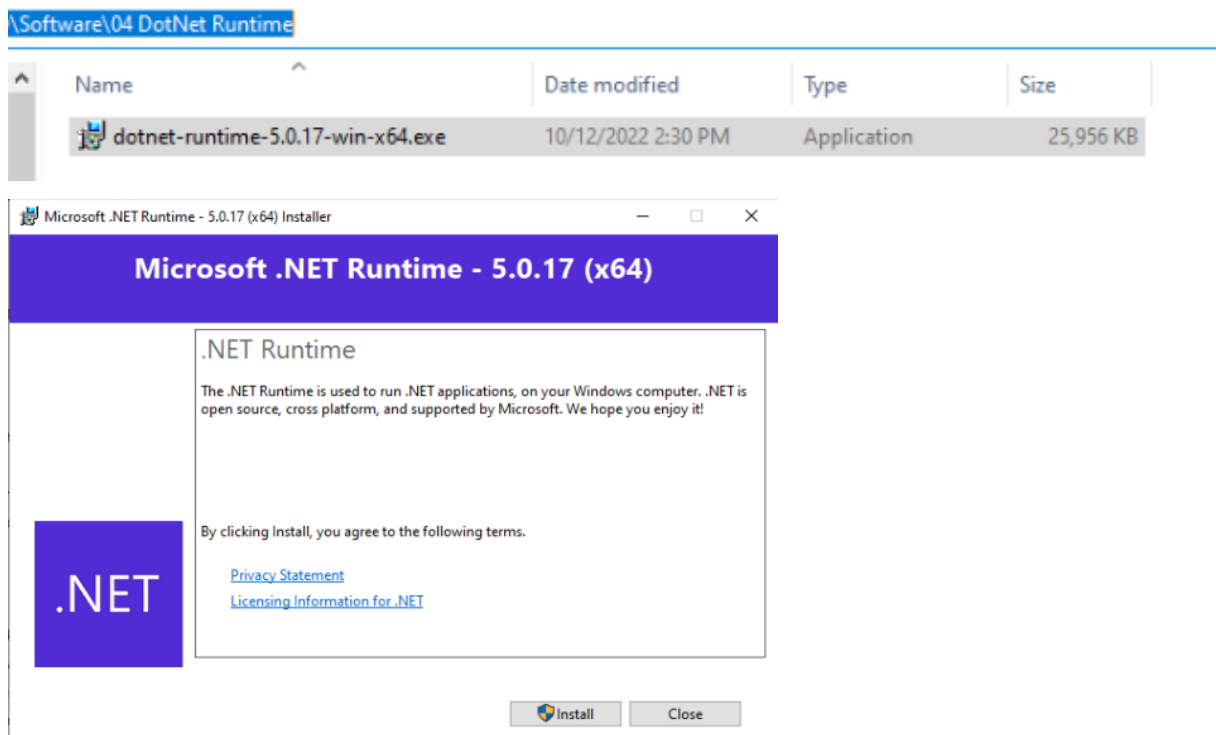 \Software\04 DotNet Runtime
Name Date modified Type Size
dotnet-runtime-5.0.17-win-x64.exe 10/12/2022 2:30 PM Application 25,956 KB
Microsoft .NET Runtime - 5.0.17 (x64) Installer
Microsoft .NET Runtime - 5.0.17 (x64)
.NET Runtime
The .NET Runtime is used to run .NET applications, on your Windows computer. .NET is
open source, cross platform, and supported by Microsoft. We hope you enjoy it!
By clicking Install, you agree to the following terms.
Privacy Statement
Licensing Information for .NET
.NET
Install Close